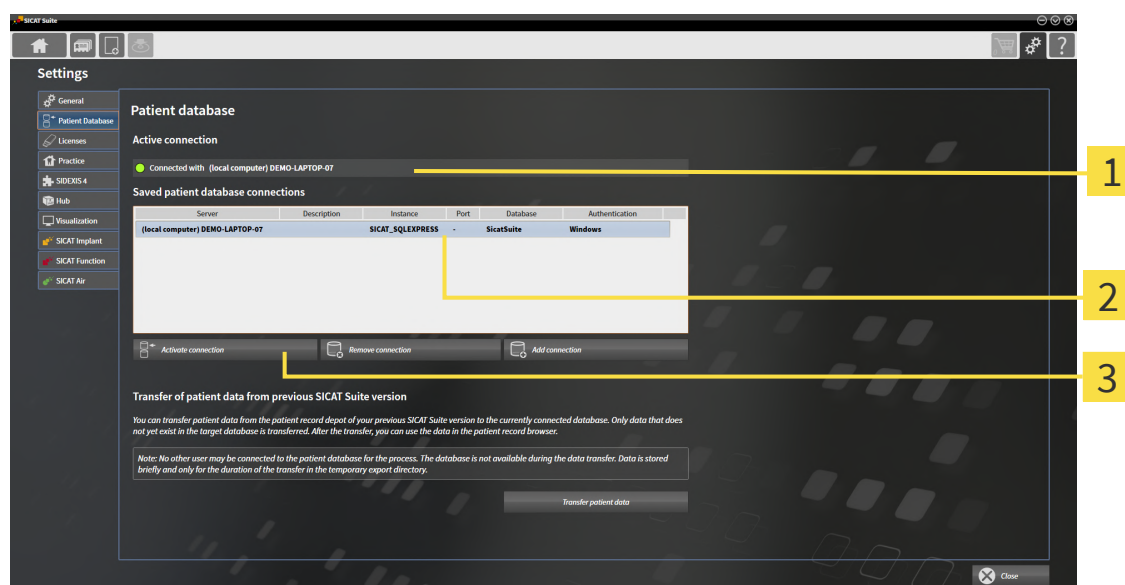 SICAT Suite
Settings
General
Patient Database
Licenses
Practice
SIDEXIS 4
Hub
Visualization
SICAT Implant
SICAT Function
SICAT Air
Patient database
Active connection
Connected with (local computer) DEMO-LAPTOP-07
Saved patient database connections
Server Description Instance Port Database Authentication
(local computer) DEMO-LAPTOP-07 SICAT_SQLEXPRESS - SicatSuite Windows
Activate connection Remove connection Add connection
Transfer of patient data from previous SICAT Suite version
You can transfer patient data from the patient record depot of your previous SICAT Suite version to the currently connected database. Only data that does
not yet exist in the target database is transferred. After the transfer, you can use the data in the patient record browser.
Note: No other user may be connected to the patient database for the process. The database is not available during the data transfer. Data is stored
briefly and only for the duration of the transfer in the temporary export directory.
Transfer patient data
Close
?
1
2
3